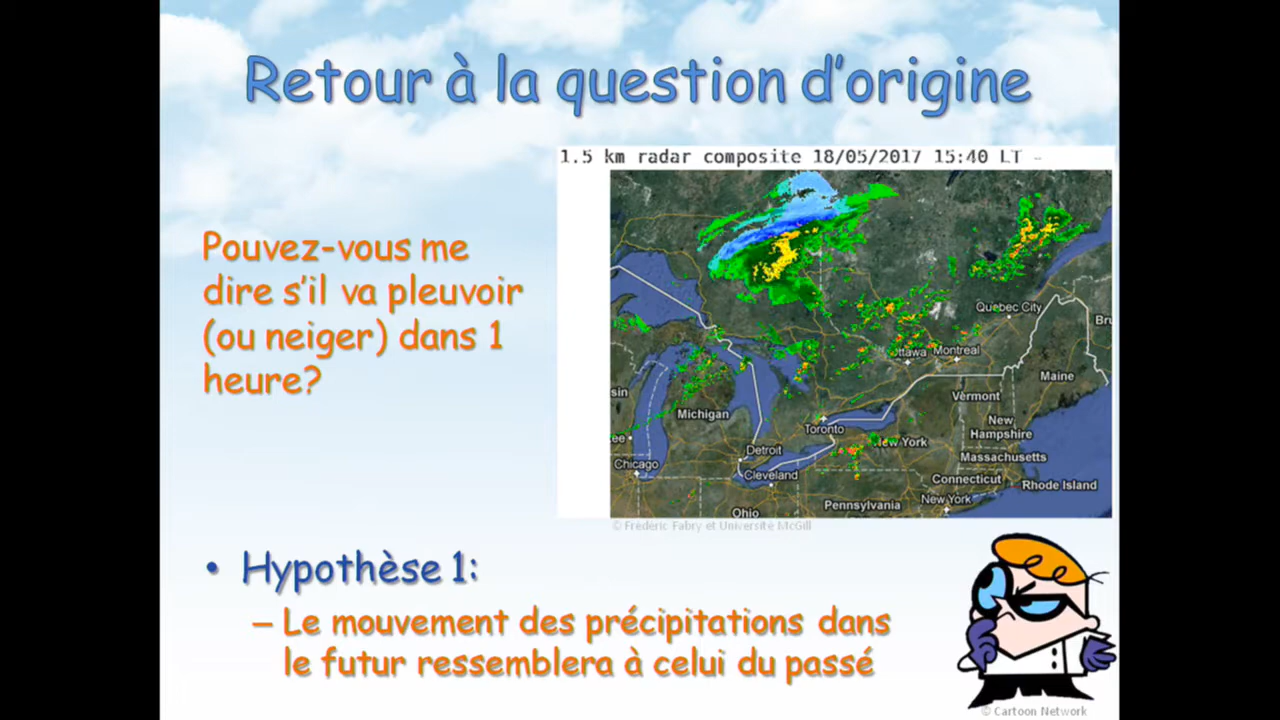 Retour à la question d'origine
1.5 km radar composite 18/05/2017 15:40 LT
Pouvez-vous me
dire s'il va pleuvoir
(ou neiger) dans 1
heure?
Quebec City
Montreal
Maine
Vermont
Michigan
New
Hampshire
Toronto
New York
Detroit
Massachusetts
Chicago
Cleveland
Connecticut
Rhode Island
Pennsylvania
New York
Ohio
© Frédéric Fabry et Université McGill
• Hypothèse 1:
– Le mouvement des précipitations dans
le futur ressemblera à celui du passé
© Cartoon Network